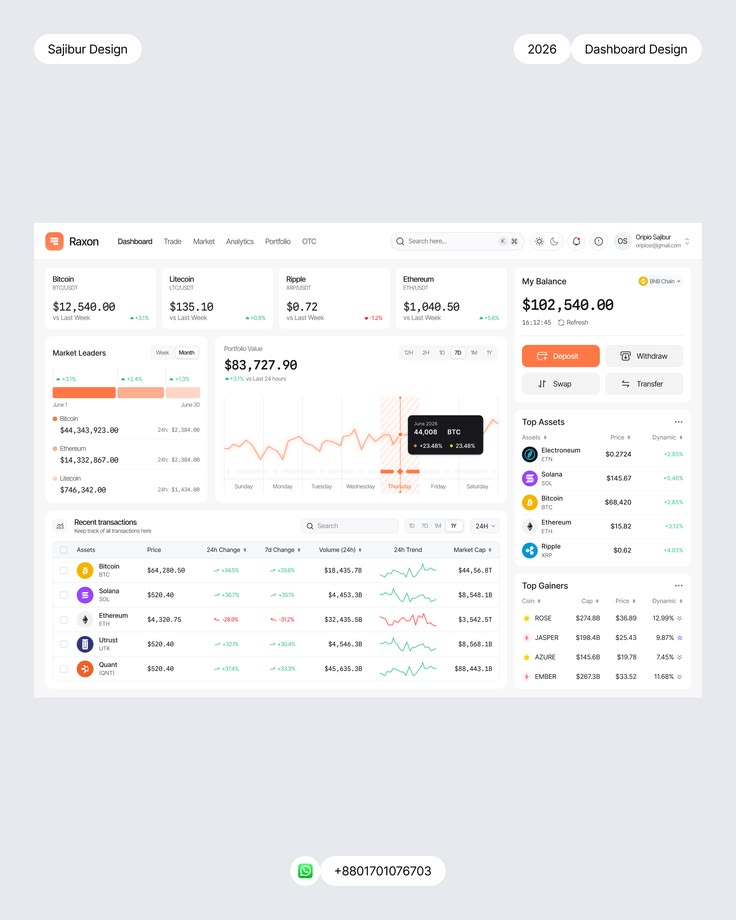 Sajibur Design
2026
Dashboard Design
Raxon
Dashboard Trade Market Analytics Portfolio OTC
Search here...
K ⌘
OS
Oripio Sajibur
oripiosr@gmail.com
Bitcoin
BTC/USDT
$12,540.00
vs Last Week +3.1%
Litecoin
LTC/USDT
$135.10
vs Last Week +0.8%
Ripple
XRP/USDT
$0.72
vs Last Week -1.2%
Ethereum
ETH/USDT
$1,040.50
vs Last Week +5.6%
My Balance
BNB Chain
$102,540.00
16:12:45 Refresh
Deposit
Withdraw
Swap
Transfer
Market Leaders
Week Month
+3.1% +2.4% +1.3%
June 1 June 30
Bitcoin
$44,343,923.00 24h: $2,384.00
Ethereum
$14,332,867.00 24h: $2,384.00
Litecoin
$746,342.00 24h: $1,434.00
Portfolio Value
$83,727.90
+3.1% vs Last 24 hours
12H 2H 1D 7D 1M 1Y
June 2026
44,008 BTC
+23.48% 23.48%
Sunday Monday Tuesday Wednesday Thursday Friday Saturday
Top Assets
Assets Price Dynamic
Electroneum
ETN
$0.2724 +2.85%
Solana
SOL
$145.67 +5.46%
Bitcoin
BTC
$68,420 +2.85%
Ethereum
ETH
$15.82 +3.12%
Ripple
XRP
$0.62 +4.03%
Recent transactions
Keep track of all transactions here
Search
1D 7D 1M 1Y
24H
Assets Price 24h Change 7d Change Volume (24h) 24h Trend Market Cap
Bitcoin
BTC
$64,280.50 +34.5% +29.8% $18,435.7B $44,56.8T
Solana
SOL
$520.40 +36.7% +35.1% $4,453.3B $8,548.1B
Ethereum
ETH
$4,320.75 -28.9% -31.2% $32,435.5B $3,542.5T
Utrust
UTK
$520.40 +32.1% +30.4% $4,546.3B $8,568.1B
Quant
(QNT)
$520.40 +37.4% +33.3% $45,635.3B $88,443.1B
Top Gainers
Coin Cap Price Dynamic
ROSE $274.8B $36.89 12.99%
JASPER $198.4B $25.43 9.87%
AZURE $145.6B $19.78 7.45%
EMBER $267.3B $33.52 11.68%
+8801701076703